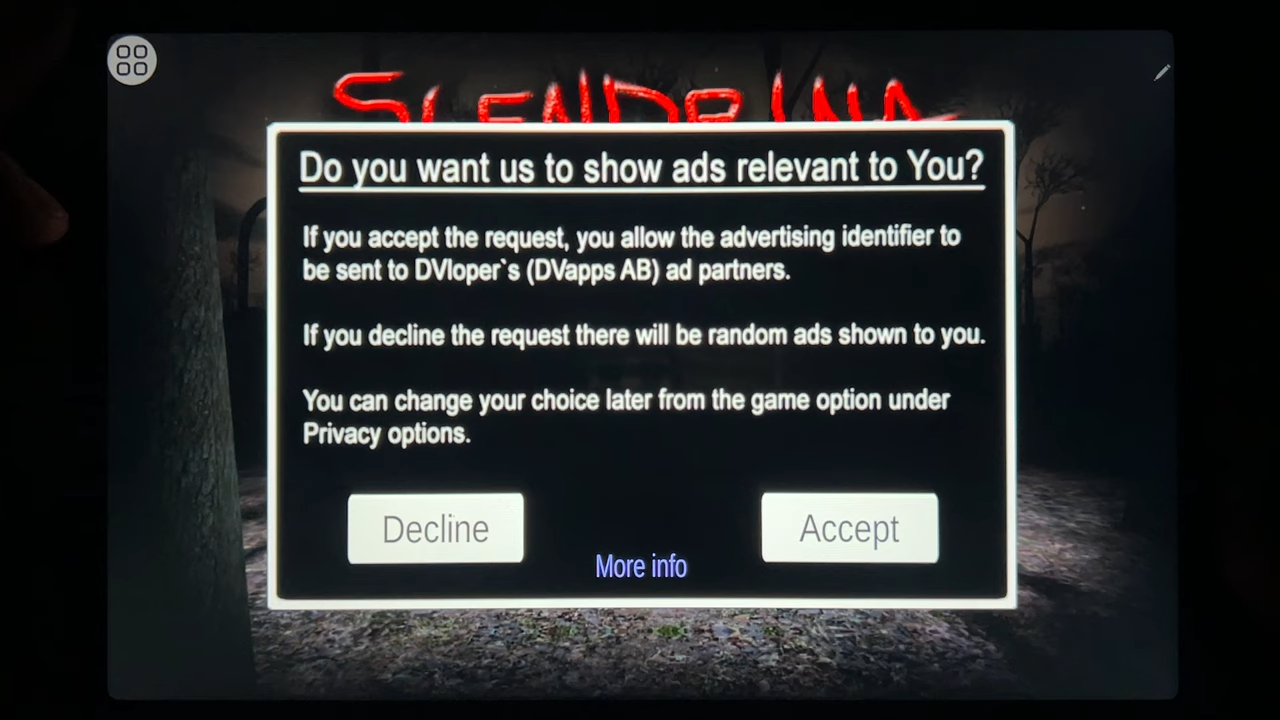 SLENDRINA
Do you want us to show ads relevant to You?
If you accept the request, you allow the advertising identifier to
be sent to DVloper`s (DVapps AB) ad partners.
If you decline the request there will be random ads shown to you.
You can change your choice later from the game option under
Privacy options.
Decline
Accept
More info